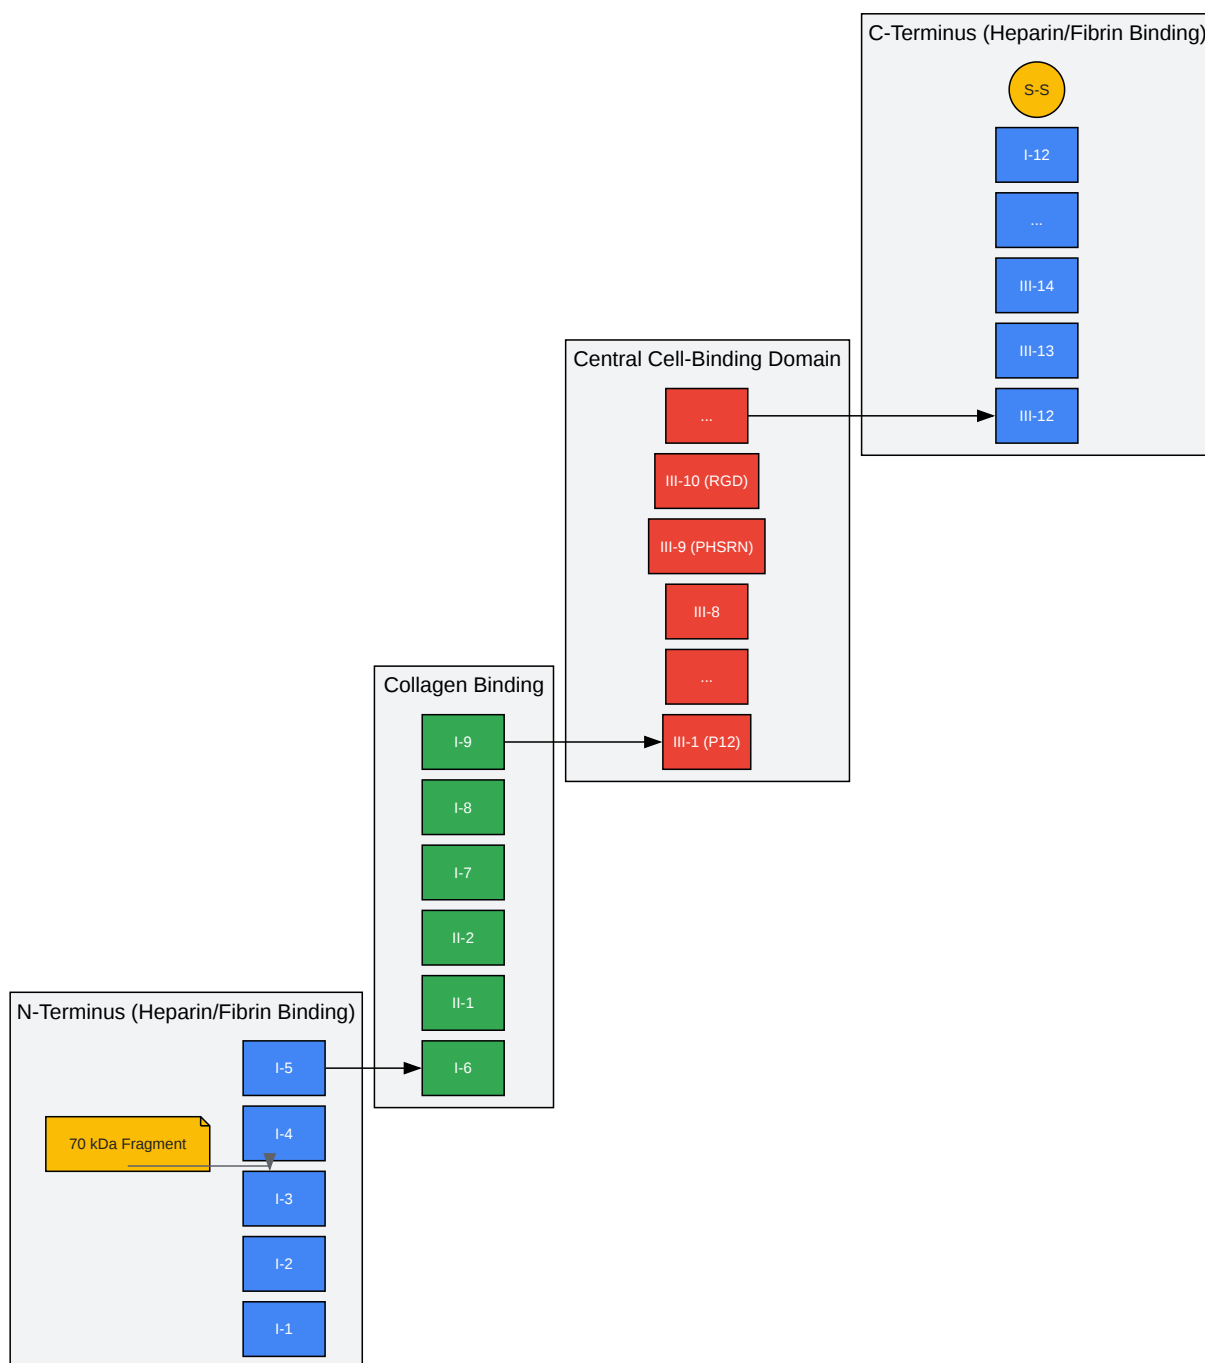 C-Terminus (Heparin/Fibrin Binding)
S-S
I-12
...
III-14
III-13
III-12
Central Cell-Binding Domain
...
III-10 (RGD)
III-9 (PHSRN)
III-8
...
III-1 (P12)
Collagen Binding
I-9
I-8
I-7
II-2
II-1
I-6
N-Terminus (Heparin/Fibrin Binding)
I-5
I-4
70 kDa Fragment
I-3
I-2
I-1